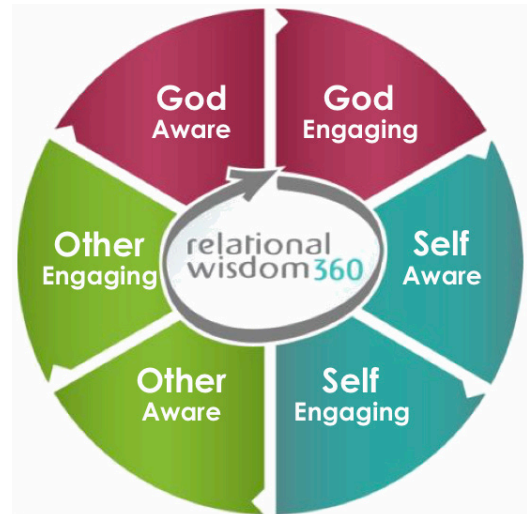 God
Aware
God
Engaging
Other
Engaging
relational
wisdom360
Self
Aware
Other
Aware
Self
Engaging